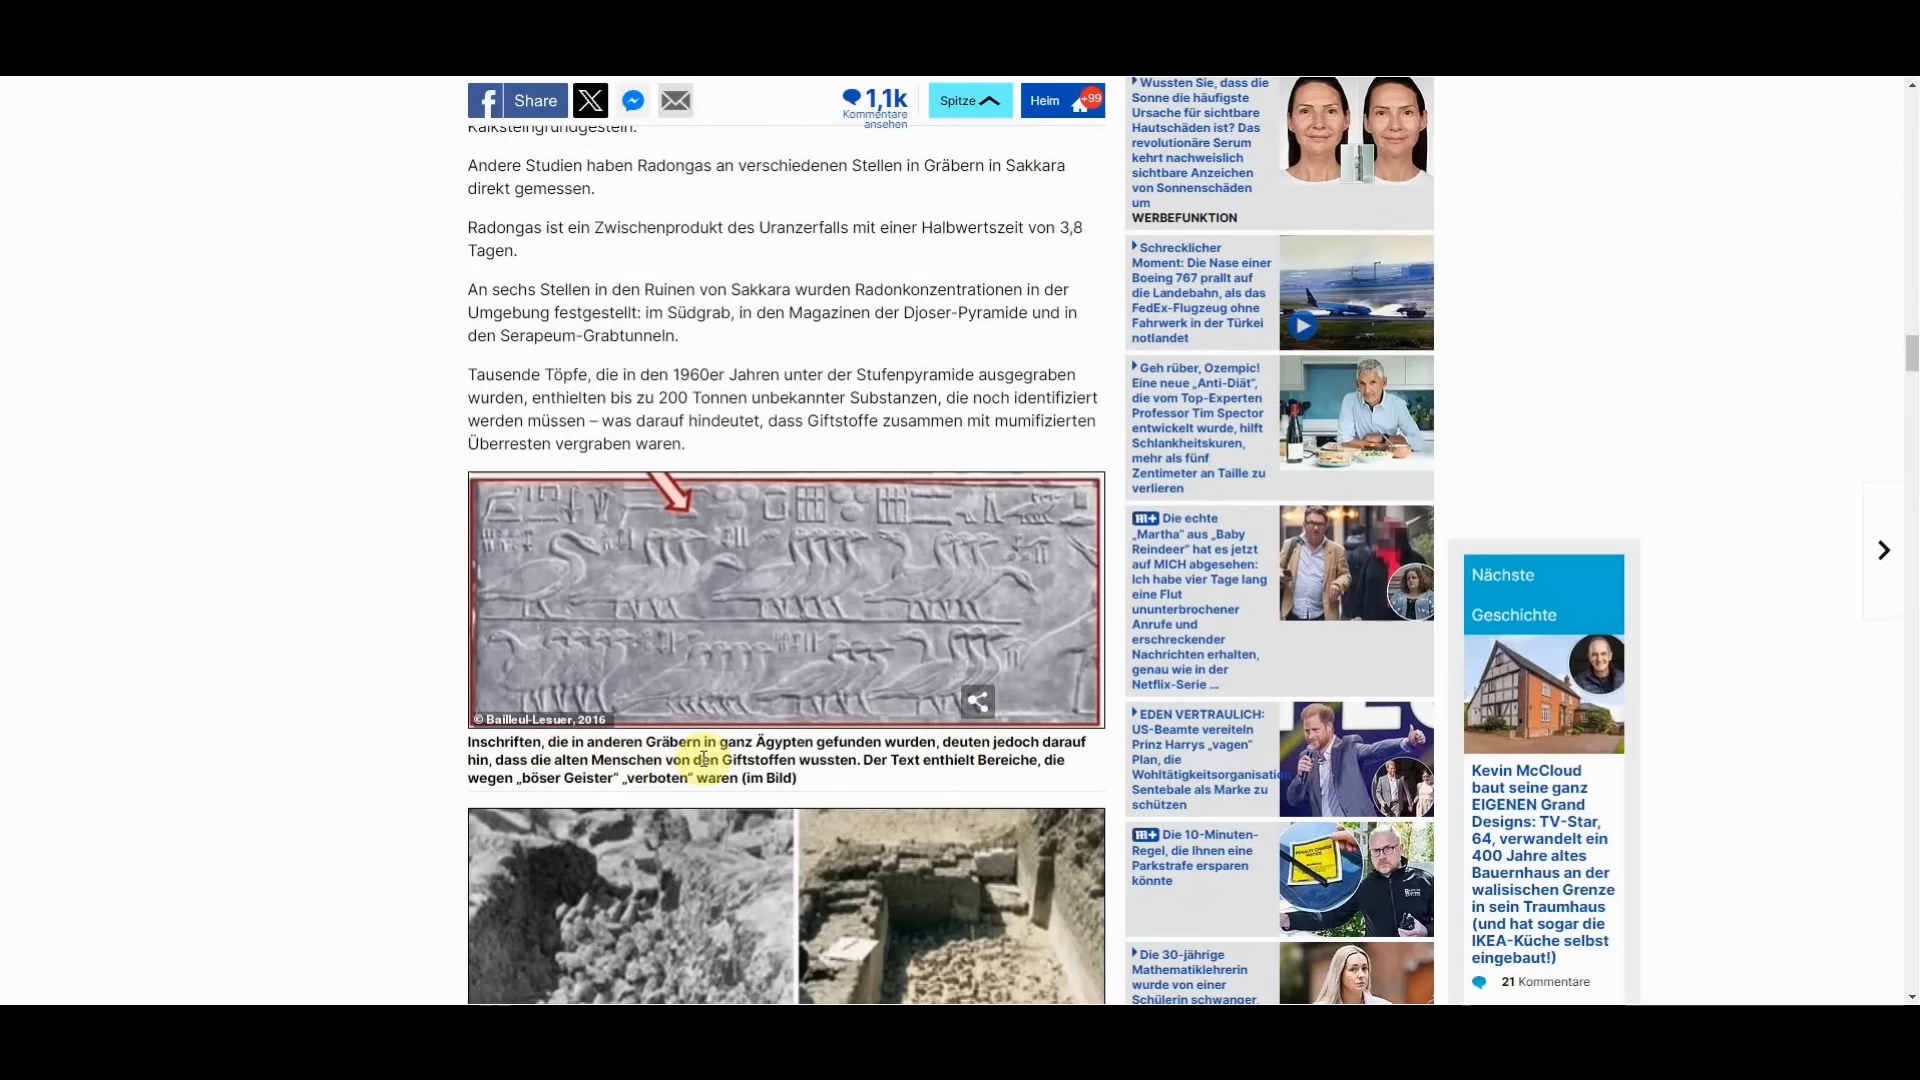 Share
1,1k
Kommentare
ansehen
Spitze
Heim
+99
Kalksteingrundgestein.
Andere Studien haben Radongas an verschiedenen Stellen in Gräbern in Sakkara
direkt gemessen.
Radongas ist ein Zwischenprodukt des Uranzerfalls mit einer Halbwertszeit von 3,8
Tagen.
An sechs Stellen in den Ruinen von Sakkara wurden Radonkonzentrationen in der
Umgebung festgestellt: im Südgrab, in den Magazinen der Djoser-Pyramide und in
den Serapeum-Grabtunneln.
Tausende Töpfe, die in den 1960er Jahren unter der Stufenpyramide ausgegraben
wurden, enthielten bis zu 200 Tonnen unbekannter Substanzen, die noch identifiziert
werden müssen – was darauf hindeutet, dass Giftstoffe zusammen mit mumifizierten
Überresten vergraben waren.
© Bailleul-Lesuer, 2016
Inschriften, die in anderen Gräbern in ganz Ägypten gefunden wurden, deuten jedoch darauf
hin, dass die alten Menschen von den Giftstoffen wussten. Der Text enthielt Bereiche, die
wegen „böser Geister“ „verboten“ waren (im Bild)
Wussten Sie, dass die
Sonne die häufigste
Ursache für sichtbare
Hautschäden ist? Das
revolutionäre Serum
kehrt nachweislich
sichtbare Anzeichen
von Sonnenschäden
um
WERBEFUNKTION
Schrecklicher
Moment: Die Nase einer
Boeing 767 prallt auf
die Landebahn, als das
FedEx-Flugzeug ohne
Fahrwerk in der Türkei
notlandet
Geh rüber, Ozempic!
Eine neue „Anti-Diät“,
die vom Top-Experten
Professor Tim Spector
entwickelt wurde, hilft
Schlankheitskuren,
mehr als fünf
Zentimeter an Taille zu
verlieren
M+ Die echte
„Martha“ aus „Baby
Reindeer“ hat es jetzt
auf MICH abgesehen:
Ich habe vier Tage lang
eine Flut
ununterbrochener
Anrufe und
erschreckender
Nachrichten erhalten,
genau wie in der
Netflix-Serie ...
EDEN VERTRAULICH:
US-Beamte vereiteln
Prinz Harrys „vagen“
Plan, die
Wohltätigkeitsorganisation
Sentebale als Marke zu
schützen
M+ Die 10-Minuten-
Regel, die Ihnen eine
Parkstrafe ersparen
könnte
Die 30-jährige
Mathematiklehrerin
wurde von einer
Schülerin schwanger,
Nächste
Geschichte
Kevin McCloud
baut seine ganz
EIGENEN Grand
Designs: TV-Star,
64, verwandelt ein
400 Jahre altes
Bauernhaus an der
walisischen Grenze
in sein Traumhaus
(und hat sogar die
IKEA-Küche selbst
eingebaut!)
21 Kommentare